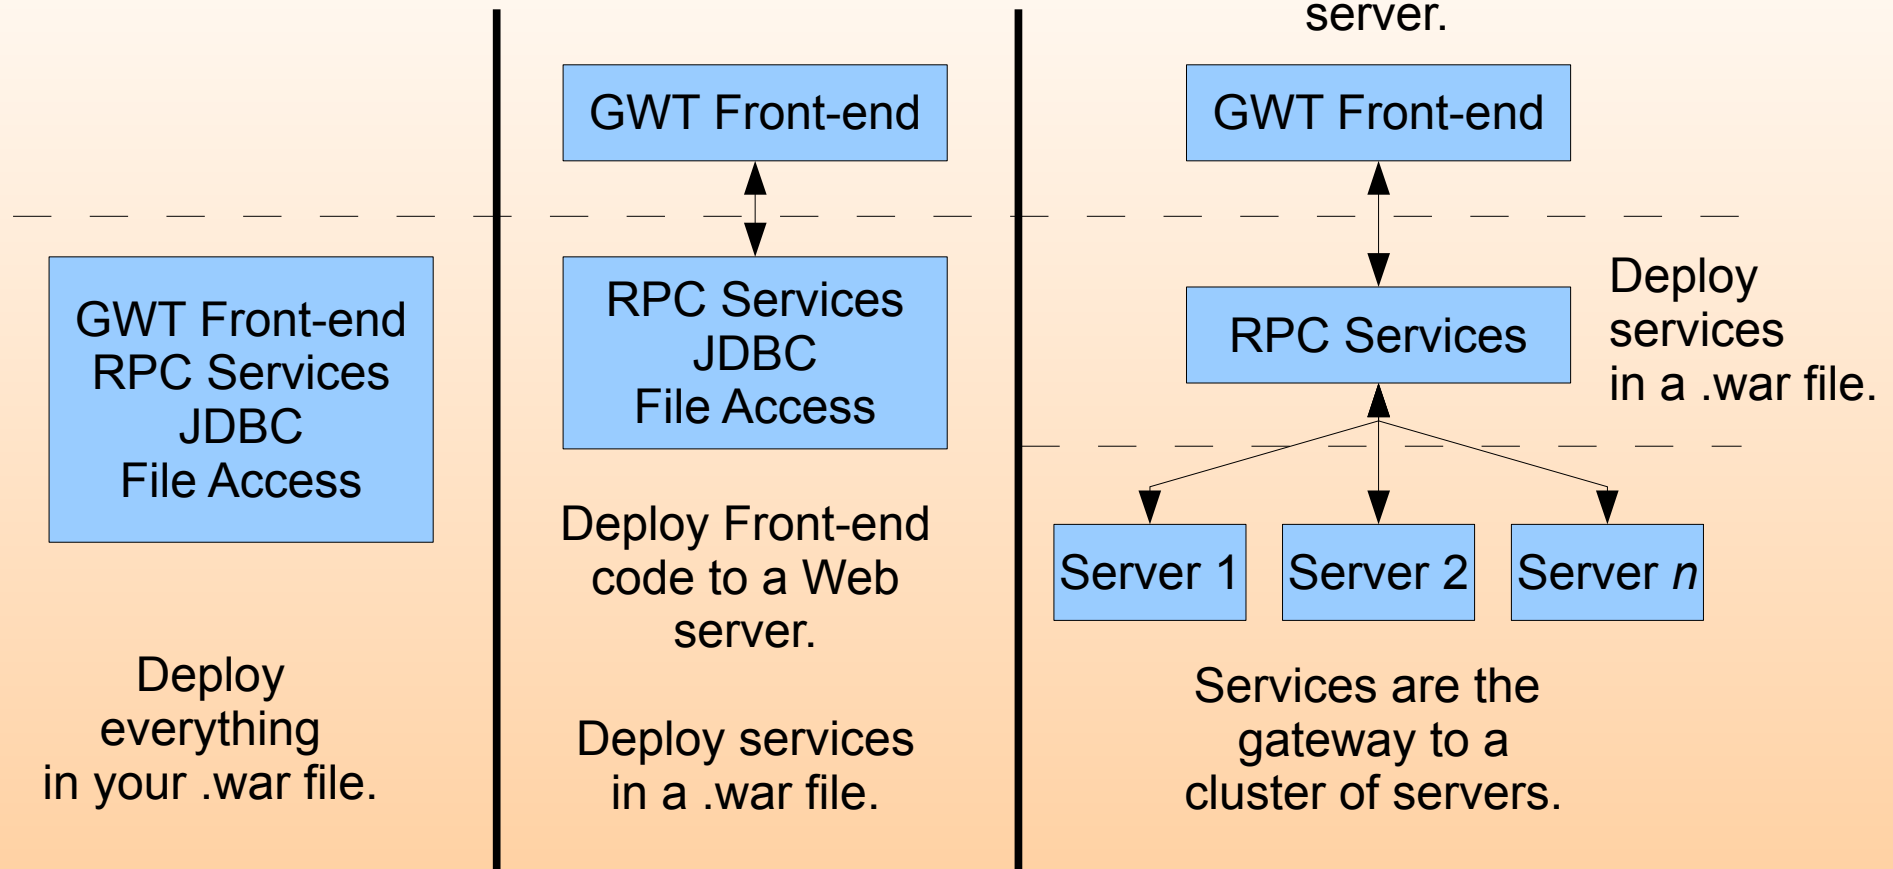 GWT Front-end
RPC Services
JDBC
File Access
Deploy
everything
in your .war file.
GWT Front-end
RPC Services
JDBC
File Access
Deploy Front-end
code to a Web
server.
Deploy services
in a .war file.
server.
GWT Front-end
RPC Services
Deploy
services
in a .war file.
Server 1
Server 2
Server n
Services are the
gateway to a
cluster of servers.